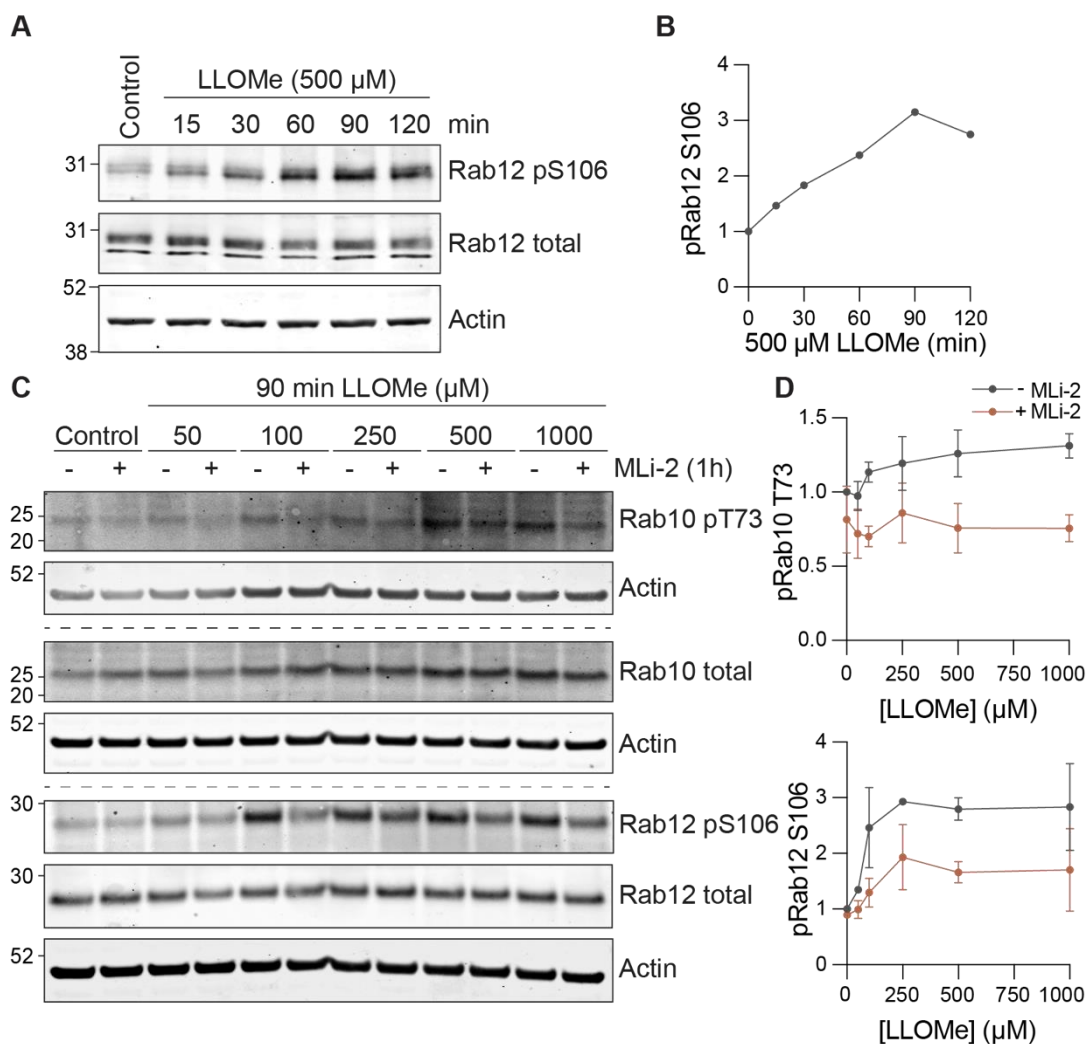 A
Control
LLOMe (500 µM)
15 30 60 90 120 min
31
Rab12 pS106
31
Rab12 total
52
Actin
38
B
pRab12 S106
4
3
2
1
0
0 30 60 90 120
500 µM LLOMe (min)
C
90 min LLOMe (µM)
Control 50 100 250 500 1000
- + - + - + - + - + - + MLi-2 (1h)
25
Rab10 pT73
20
52
Actin
25
Rab10 total
20
52
Actin
30
Rab12 pS106
30
Rab12 total
52
Actin
D
- MLi-2
+ MLi-2
pRab10 T73
1.5
1.0
0.5
0.0
0 250 500 1000
[LLOMe] (µM)
pRab12 S106
4
3
2
1
0
0 250 500 1000
[LLOMe] (µM)